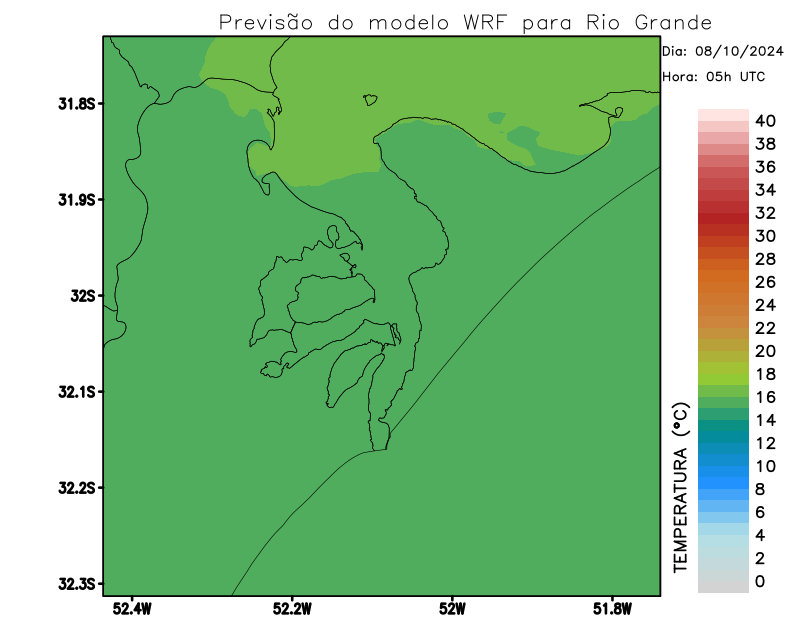 Previsão do modelo WRF para Rio Grande
Dia: 08/10/2024
Hora: 05h UTC
31.8S
31.9S
32S
32.1S
32.2S
32.3S
52.4W
52.2W
52W
51.8W
TEMPERATURA (°C)
40
38
36
34
32
30
28
26
24
22
20
18
16
14
12
10
8
6
4
2
0